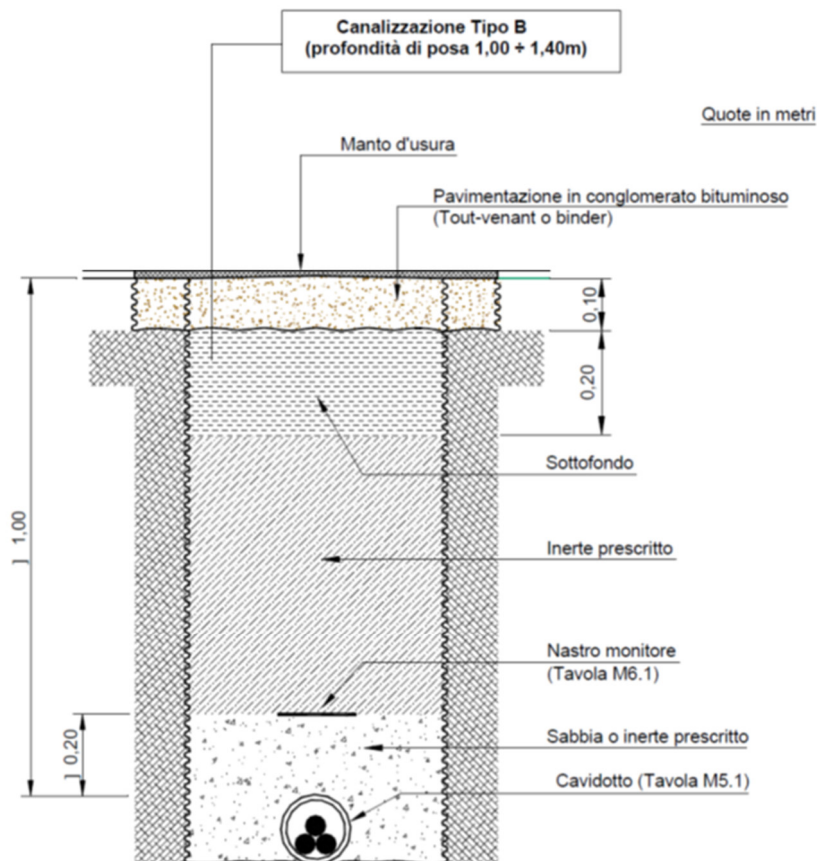 Canalizzazione Tipo B
(profondità di posa 1,00 ÷ 1,40m)
Quote in metri
Manto d'usura
Pavimentazione in conglomerato bituminoso
(Tout-venant o binder)
0,10
0,20
Sottofondo
] 1,00
Inerte prescritto
Nastro monitore
(Tavola M6.1)
] 0,20
Sabbia o inerte prescritto
Cavidotto (Tavola M5.1)